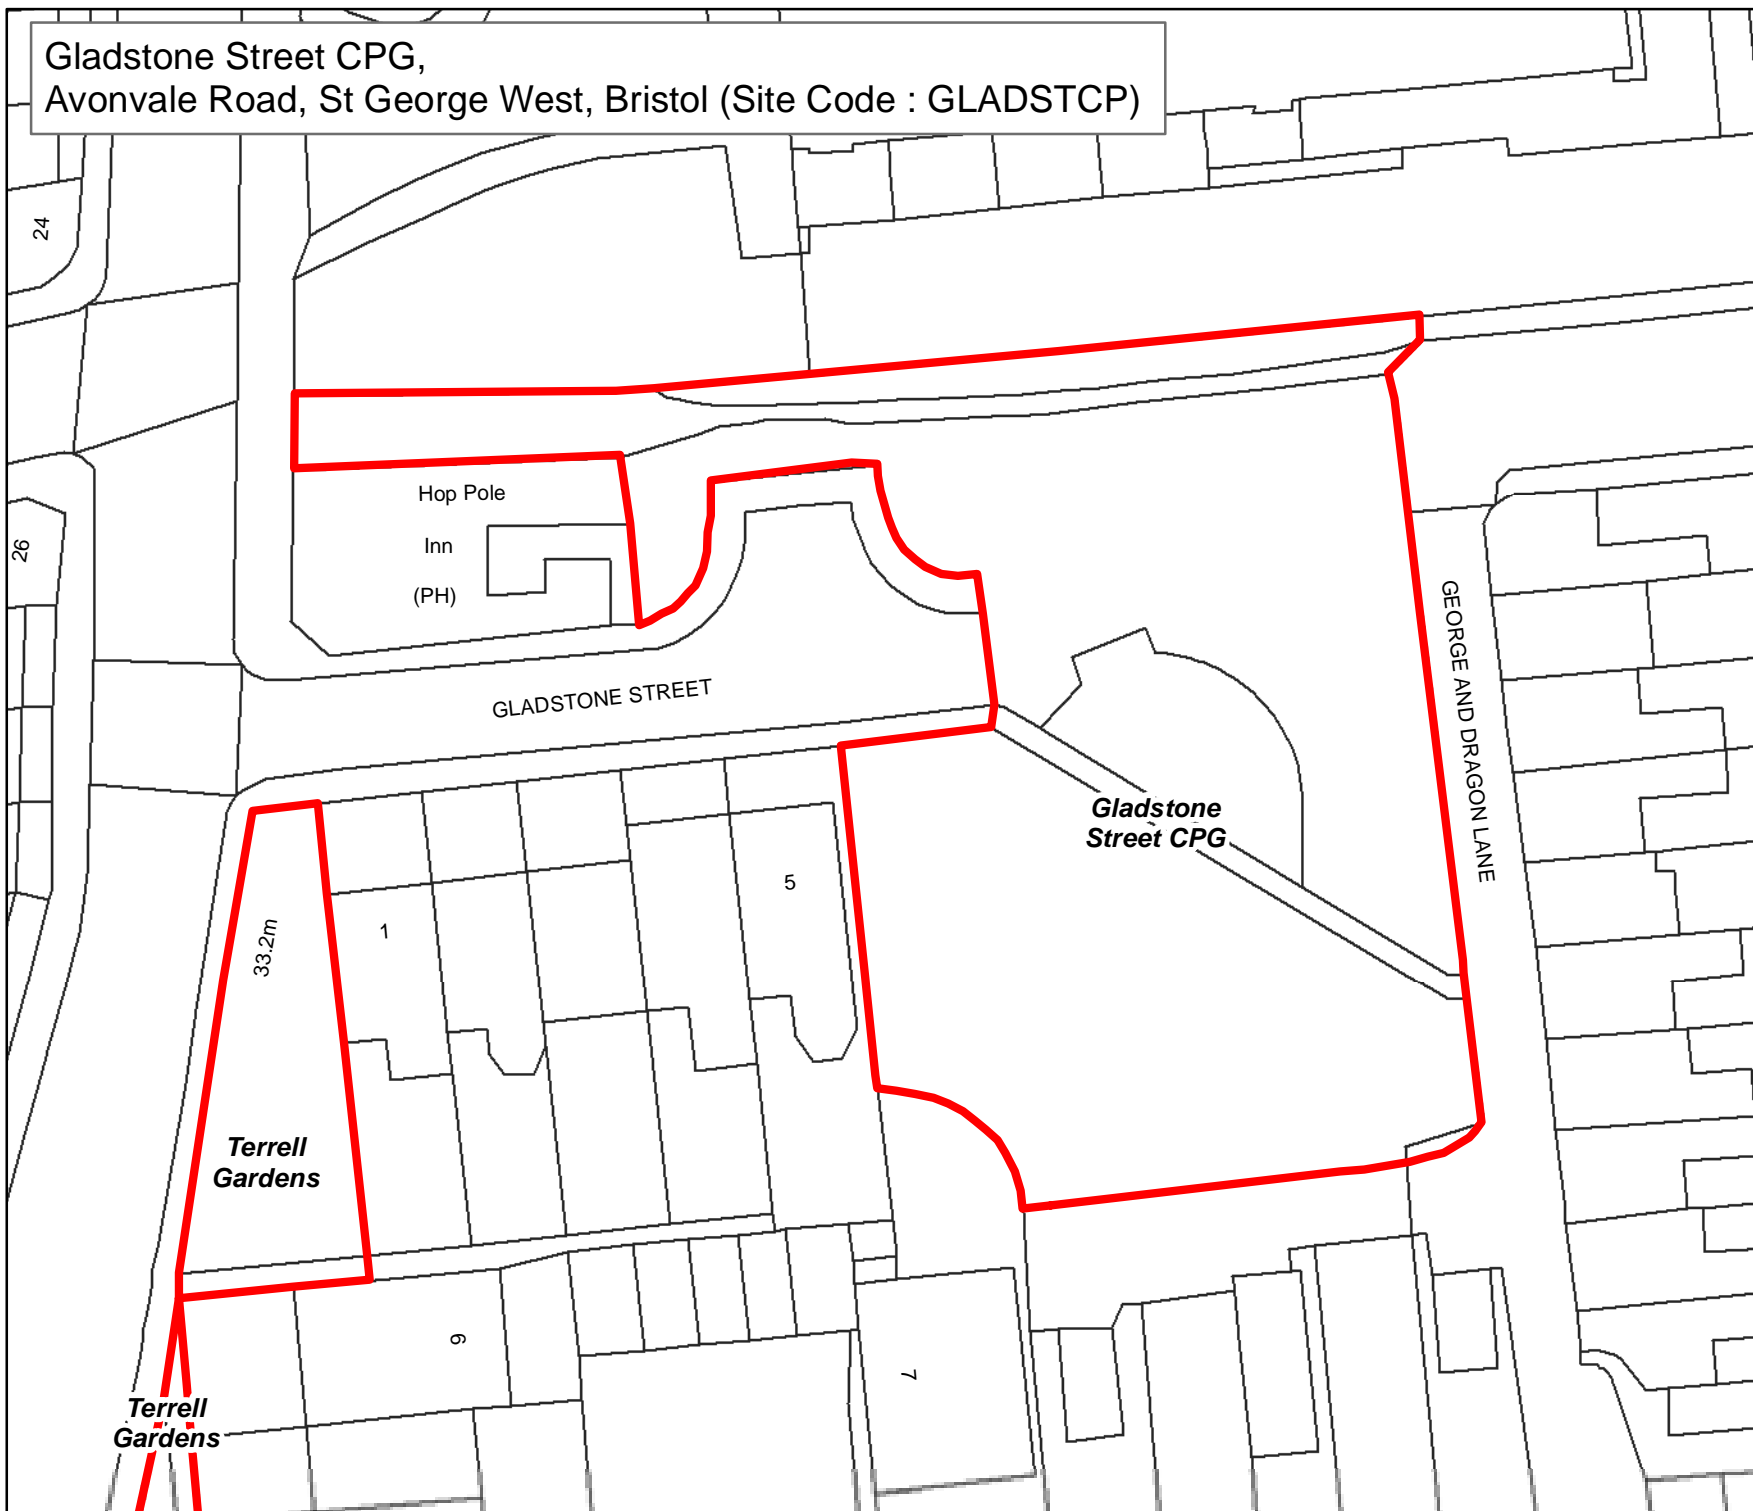 Gladstone Street CPG,
Avonvale Road, St George West, Bristol (Site Code : GLADSTCP)
24
Hop Pole
Inn
(PH)
26
GEORGE AND DRAGON LANE
GLADSTONE STREET
Gladstone
Street CPG
5
1
33.2m
Terrell
Gardens
6
7
Terrell
Gardens